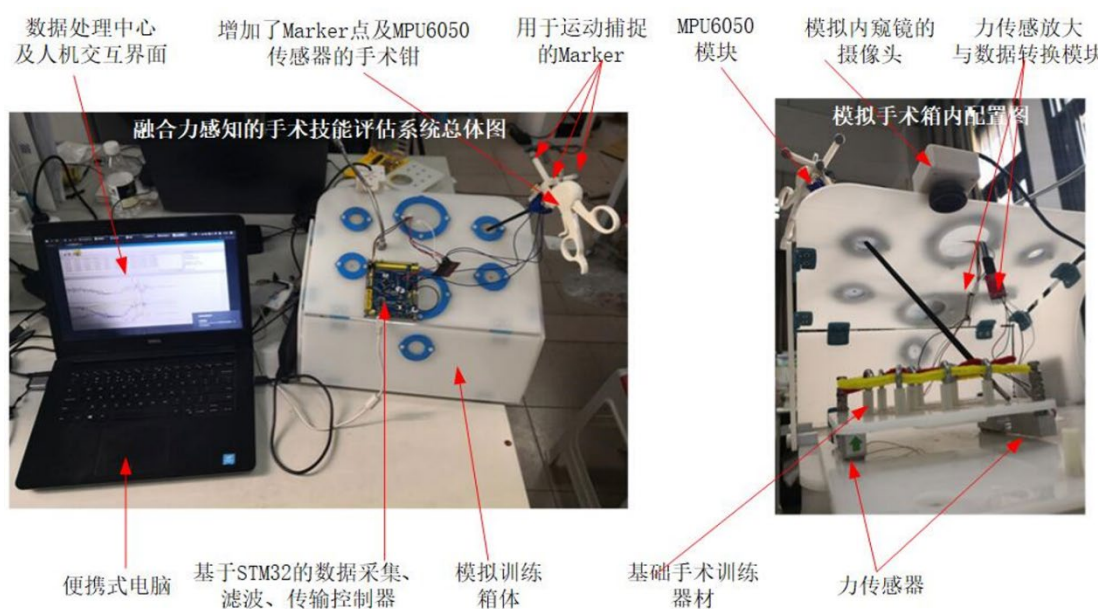 数据处理中心
及人机交互界面
增加了Marker点及MPU6050
传感器的手术钳
用于运动捕捉
的Marker
MPU6050
模块
模拟内窥镜的
摄像头
力传感放大
与数据转换模块
融合力感知的手术技能评估系统总体图
模拟手术箱内配置图
便携式电脑
基于STM32的数据采集、
滤波、传输控制器
模拟训练
箱体
基础手术训练
器材
力传感器